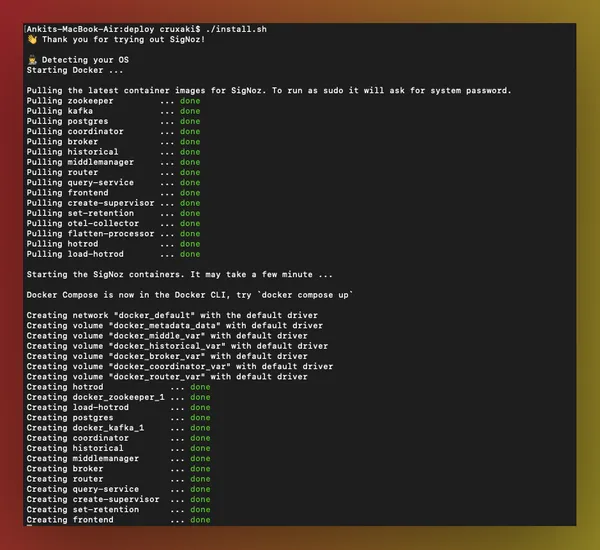 [Ankits-MacBook-Air:deploy cruxaki$ ./install.sh
👋 Thank you for trying out SigNoz!
🕵️ Detecting your OS
Starting Docker ...
Pulling the latest container images for SigNoz. To run as sudo it will ask for system password.
Pulling zookeeper ... done
Pulling kafka ... done
Pulling postgres ... done
Pulling coordinator ... done
Pulling broker ... done
Pulling historical ... done
Pulling middlemanager ... done
Pulling router ... done
Pulling query-service ... done
Pulling frontend ... done
Pulling create-supervisor ... done
Pulling set-retention ... done
Pulling otel-collector ... done
Pulling flatten-processor ... done
Pulling hotrod ... done
Pulling load-hotrod ... done
Starting the SigNoz containers. It may take a few minute ...
Docker Compose is now in the Docker CLI, try `docker compose up`
Creating network "docker_default" with the default driver
Creating volume "docker_metadata_data" with default driver
Creating volume "docker_middle_var" with default driver
Creating volume "docker_historical_var" with default driver
Creating volume "docker_broker_var" with default driver
Creating volume "docker_coordinator_var" with default driver
Creating volume "docker_router_var" with default driver
Creating hotrod ... done
Creating docker_zookeeper_1 ... done
Creating load-hotrod ... done
Creating postgres ... done
Creating docker_kafka_1 ... done
Creating coordinator ... done
Creating historical ... done
Creating middlemanager ... done
Creating broker ... done
Creating router ... done
Creating query-service ... done
Creating create-supervisor ... done
Creating set-retention ... done
Creating frontend ... done